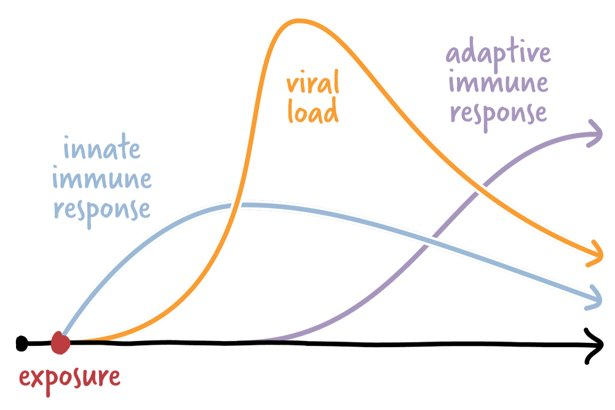 adaptive
immune
response
viral
load
innate
immune
response
exposure